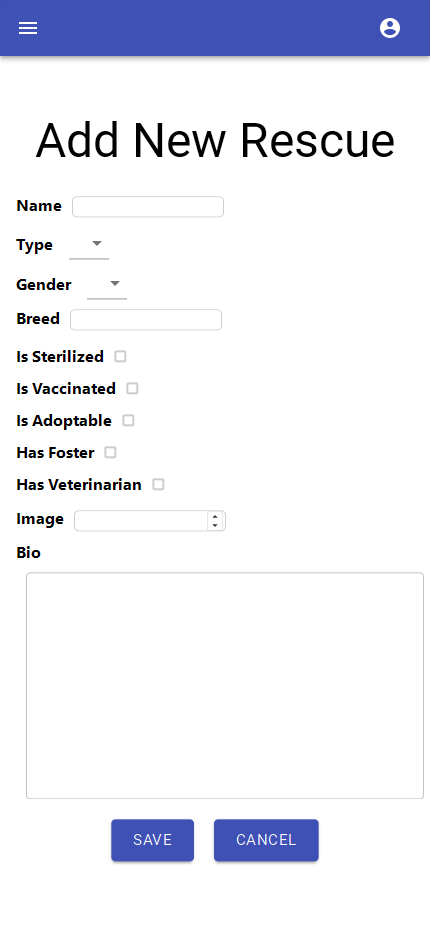 Add New Rescue
Name
Type
Gender
Breed
Is Sterilized
Is Vaccinated
Is Adoptable
Has Foster
Has Veterinarian
Image
Bio
SAVE CANCEL